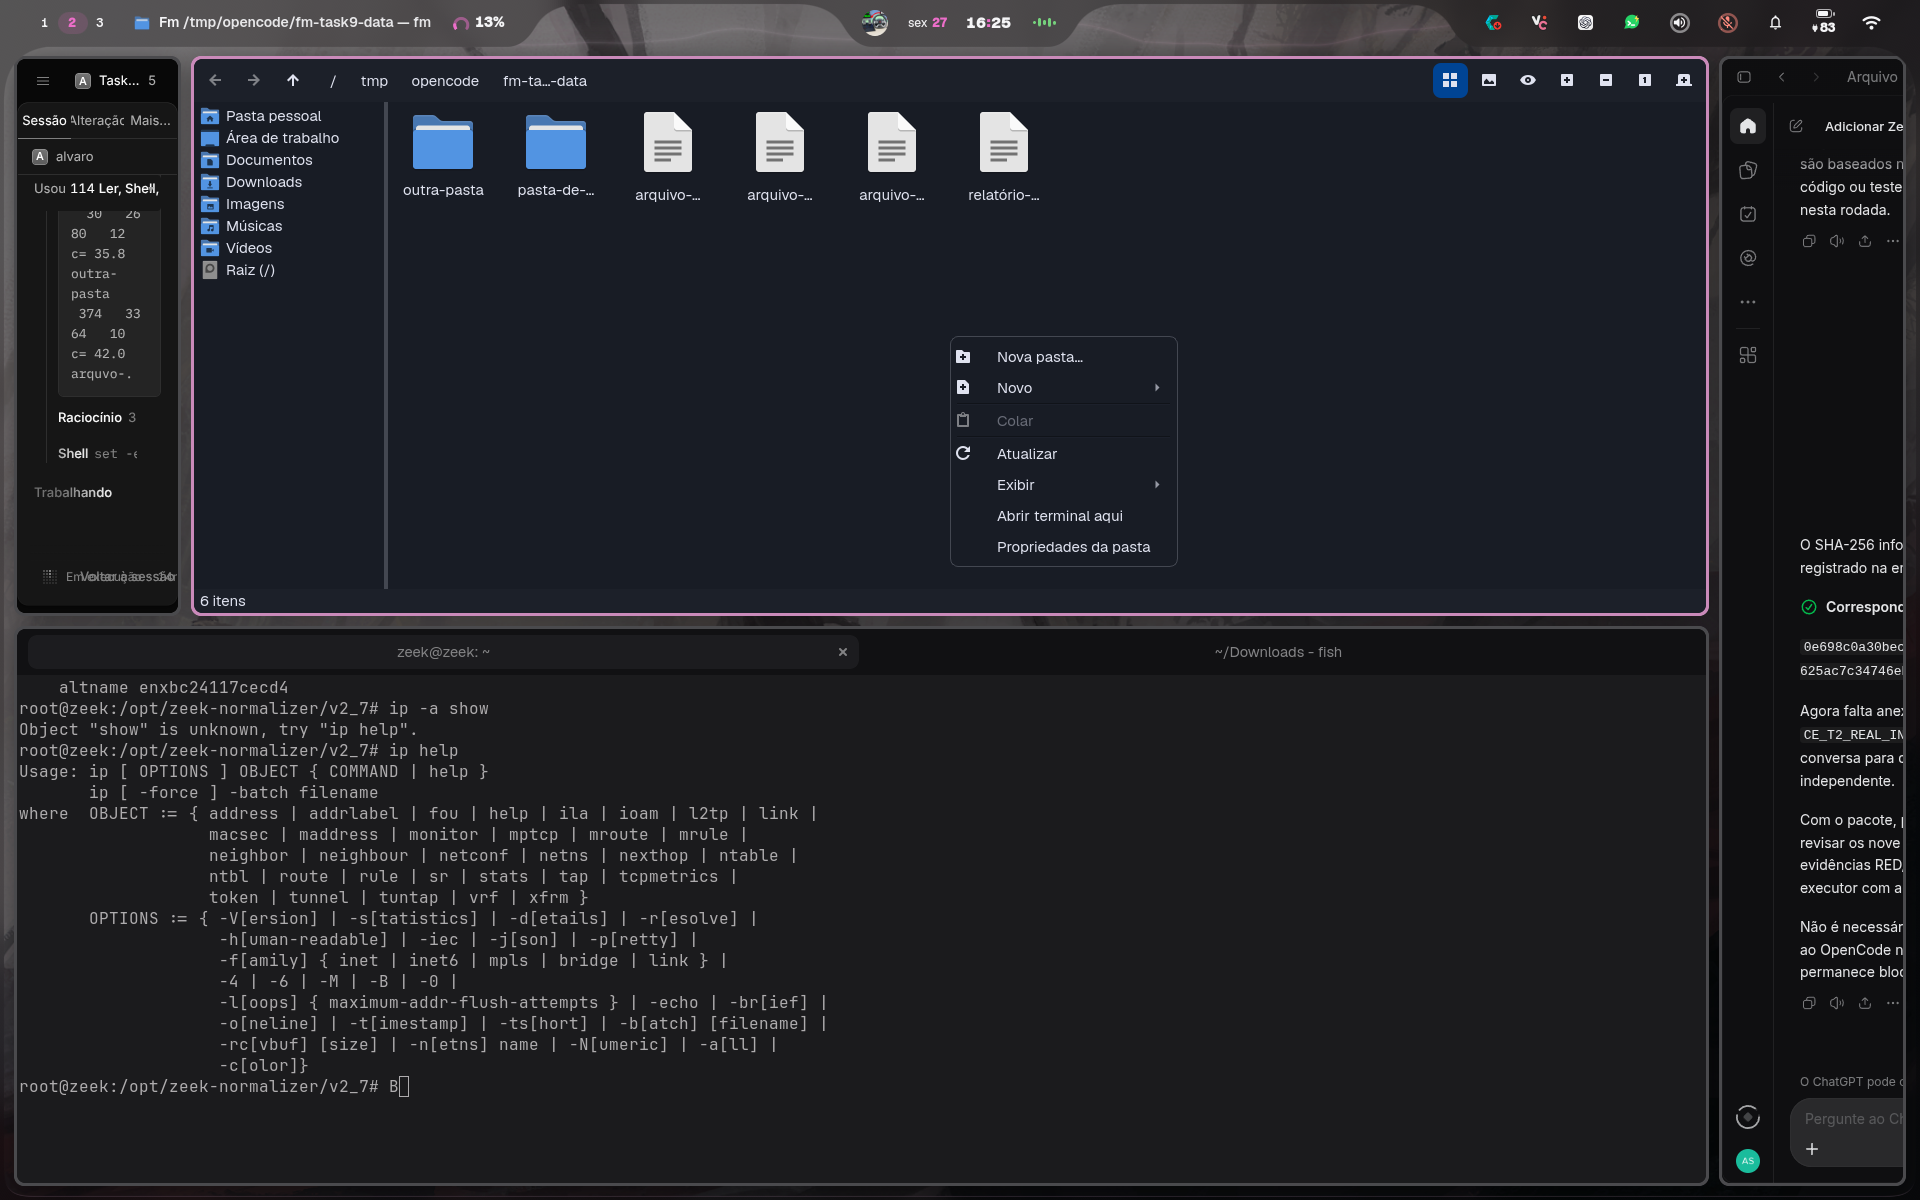 1 2 3 Fm /tmp/opencode/fm-task9-data — fm 13%
sex 27 16:25
83
Task... 5
Sessão Alteraçõ Mais...
A alvaro
Usou 114 Ler, Shell,
30 26
80 12
c= 35.8
outra-
pasta
374 33
64 10
c= 42.0
arquvo-.
Raciocínio 3
Shell set -e
Trabalhando
/ tmp opencode fm-ta...-data
Pasta pessoal
Área de trabalho
Documentos
Downloads
Imagens
Músicas
Vídeos
Raiz (/)
outra-pasta
pasta-de-...
arquivo-...
arquivo-...
arquivo-...
relatório-...
Nova pasta...
Novo
Colar
Atualizar
Exibir
Abrir terminal aqui
Propriedades da pasta
6 itens
zeek@zeek: ~
~/Downloads - fish
altname enxbc24117cecd4
root@zeek:/opt/zeek-normalizer/v2_7# ip -a show
Object "show" is unknown, try "ip help".
root@zeek:/opt/zeek-normalizer/v2_7# ip help
Usage: ip [ OPTIONS ] OBJECT { COMMAND | help }
ip [ -force ] -batch filename
where OBJECT := { address | addrlabel | fou | help | ila | ioam | l2tp | link |
macsec | maddress | monitor | mptcp | mroute | mrule |
neighbor | neighbour | netconf | netns | nexthop | ntable |
ntbl | route | rule | sr | stats | tap | tcpmetrics |
token | tunnel | tuntap | vrf | xfrm }
OPTIONS := { -V[ersion] | -s[tatistics] | -d[etails] | -r[esolve] |
-h[uman-readable] | -iec | -j[son] | -p[retty] |
-f[amily] { inet | inet6 | mpls | bridge | link } |
-4 | -6 | -M | -B | -0 |
-l[oops] { maximum-addr-flush-attempts } | -echo | -br[ief] |
-o[neline] | -t[imestamp] | -ts[hort] | -b[atch] [filename] |
-rc[vbuf] [size] | -n[etns] name | -N[umeric] | -a[ll] |
-c[olor]}
root@zeek:/opt/zeek-normalizer/v2_7# B
Arquivo
Adicionar Ze
são baseados n
código ou teste
nesta rodada.
O SHA-256 info
registrado na e
Correspond
0e698c0a30bec
625ac7c34746e
Agora falta ane
CE_T2_REAL_IN
conversa para
independente.
Com o pacote,
revisar os nove
evidências RED
executor com a
Não é necessár
ao OpenCode n
permanece bloc
O ChatGPT pode
Pergunte ao Ch
AS